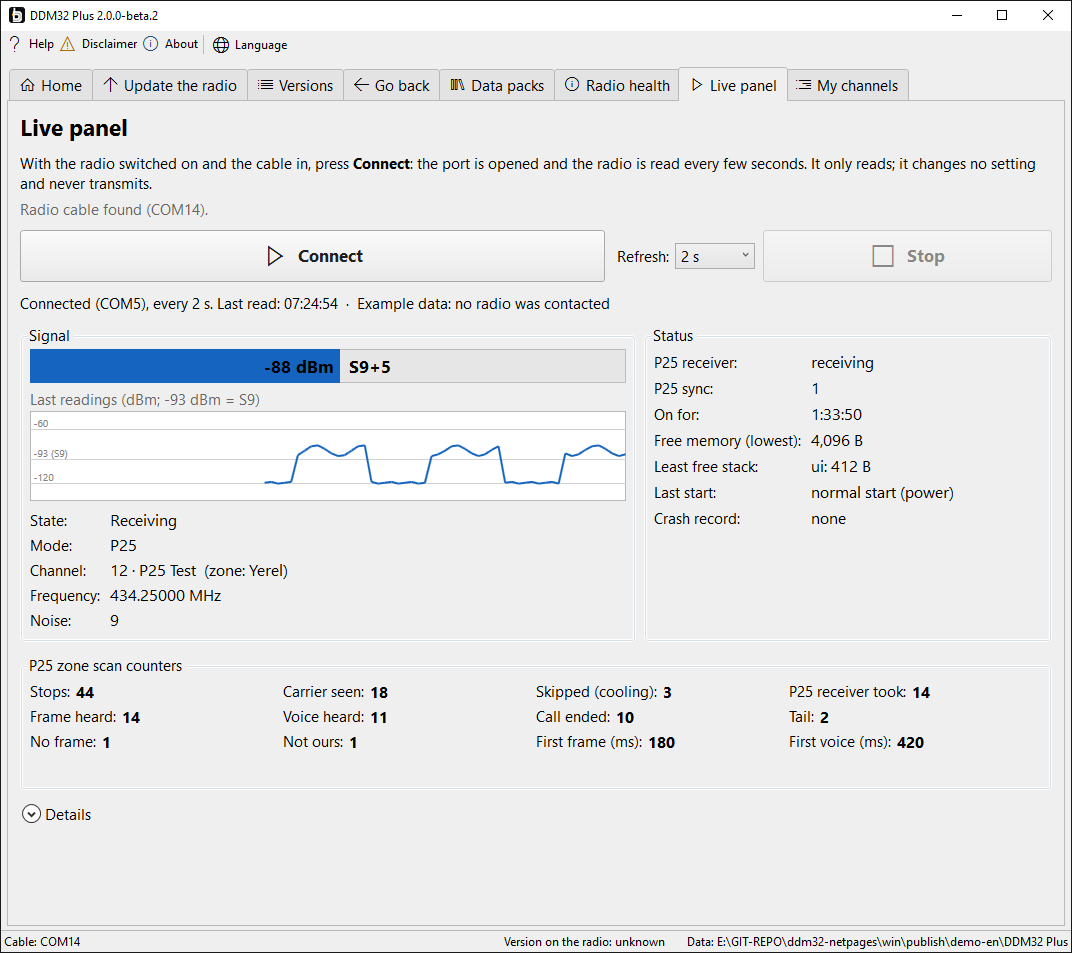 DDM32 Plus 2.0.0-beta.2
? Help Disclaimer About Language
Home Update the radio Versions Go back Data packs Radio health Live panel My channels
Live panel
With the radio switched on and the cable in, press Connect: the port is opened and the radio is read every few seconds. It only reads; it changes no setting
and never transmits.
Radio cable found (COM14).
Connect Refresh: 2 s Stop
Connected (COM5), every 2 s. Last read: 07:24:54 · Example data: no radio was contacted
Signal
-88 dBm S9+5
Last readings (dBm; -93 dBm = S9)
-60
-93 (S9)
-120
State: Receiving
Mode: P25
Channel: 12 · P25 Test (zone: Yerel)
Frequency: 434.25000 MHz
Noise: 9
Status
P25 receiver: receiving
P25 sync: 1
On for: 1:33:50
Free memory (lowest): 4,096 B
Least free stack: ui: 412 B
Last start: normal start (power)
Crash record: none
P25 zone scan counters
Stops: 44 Carrier seen: 18 Skipped (cooling): 3 P25 receiver took: 14
Frame heard: 14 Voice heard: 11 Call ended: 10 Tail: 2
No frame: 1 Not ours: 1 First frame (ms): 180 First voice (ms): 420
Details
Cable: COM14 Version on the radio: unknown Data: E:\GIT-REPO\ddm32-netpages\win\publish\demo-en\DDM32 Plus